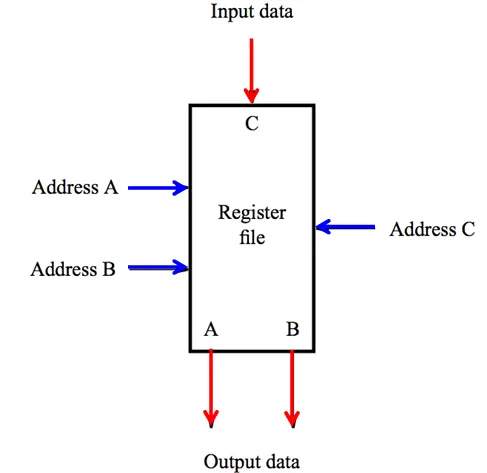 Input data
C
Address A
Register
file
Address C
Address B
A
B
Output data